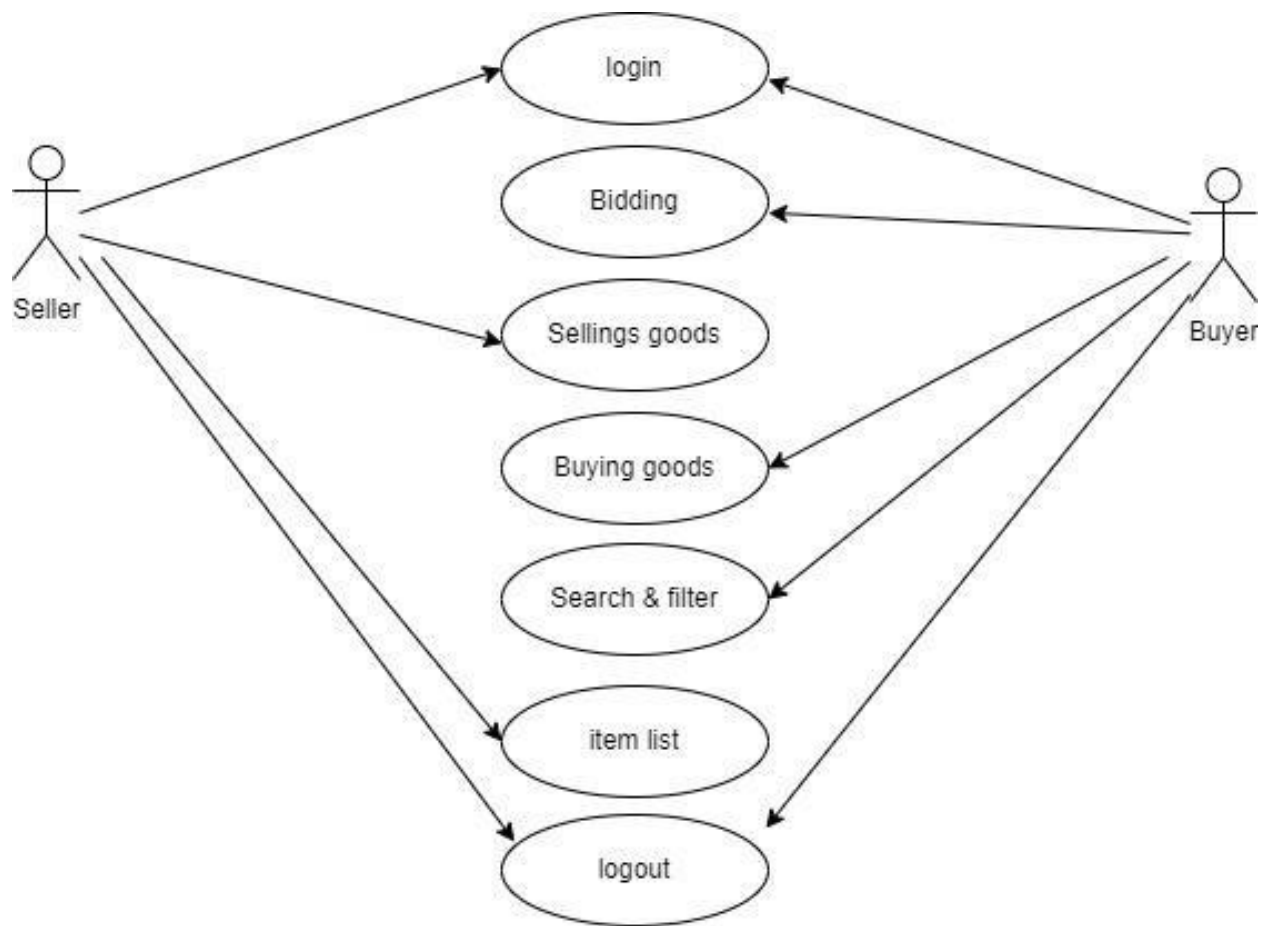 login
Bidding
Seller
Sellings goods
Buyer
Buying goods
Search & filter
item list
logout